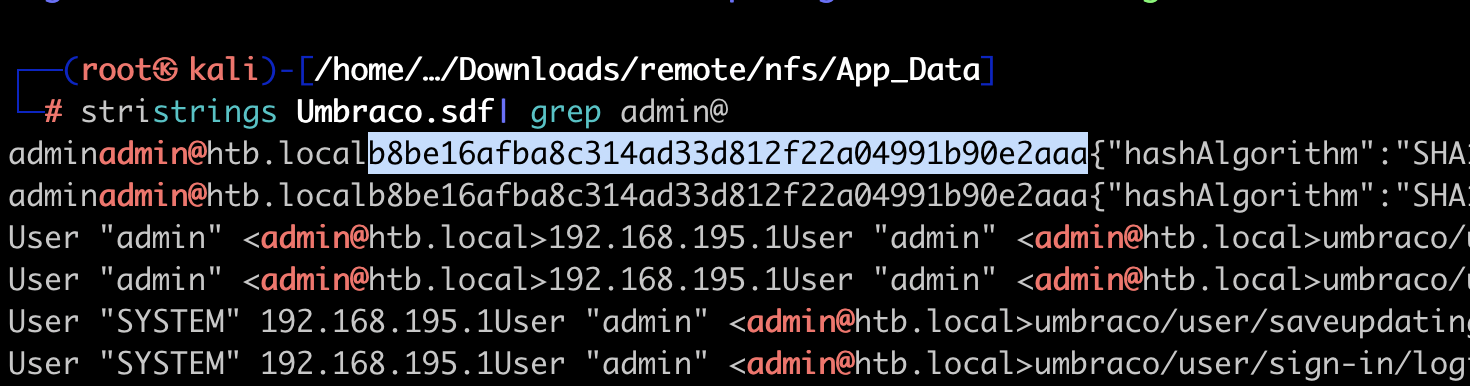 ┌──(root㉿kali)-[/home/…/Downloads/remote/nfs/App_Data]
└─# stristrings Umbraco.sdf| grep admin@
adminadmin@htb.localb8be16afba8c314ad33d812f22a04991b90e2aaa{"hashAlgorithm":"SHA1
adminadmin@htb.localb8be16afba8c314ad33d812f22a04991b90e2aaa{"hashAlgorithm":"SHA1
User "admin" <admin@htb.local>192.168.195.1User "admin" <admin@htb.local>umbraco/u
User "admin" <admin@htb.local>192.168.195.1User "admin" <admin@htb.local>umbraco/u
User "SYSTEM" 192.168.195.1User "admin" <admin@htb.local>umbraco/user/saveupdating
User "SYSTEM" 192.168.195.1User "admin" <admin@htb.local>umbraco/user/sign-in/log